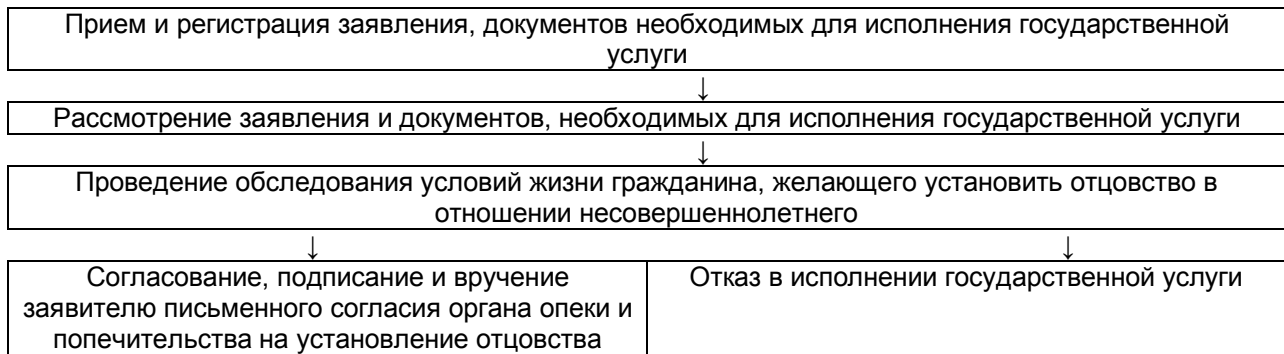 Прием и регистрация заявления, документов необходимых для исполнения государственной
услуги
↓
Рассмотрение заявления и документов, необходимых для исполнения государственной услуги
↓
Проведение обследования условий жизни гражданина, желающего установить отцовство в
отношении несовершеннолетнего
↓ ↓
Согласование, подписание и вручение
заявителю письменного согласия органа опеки и
попечительства на установление отцовства
Отказ в исполнении государственной услуги